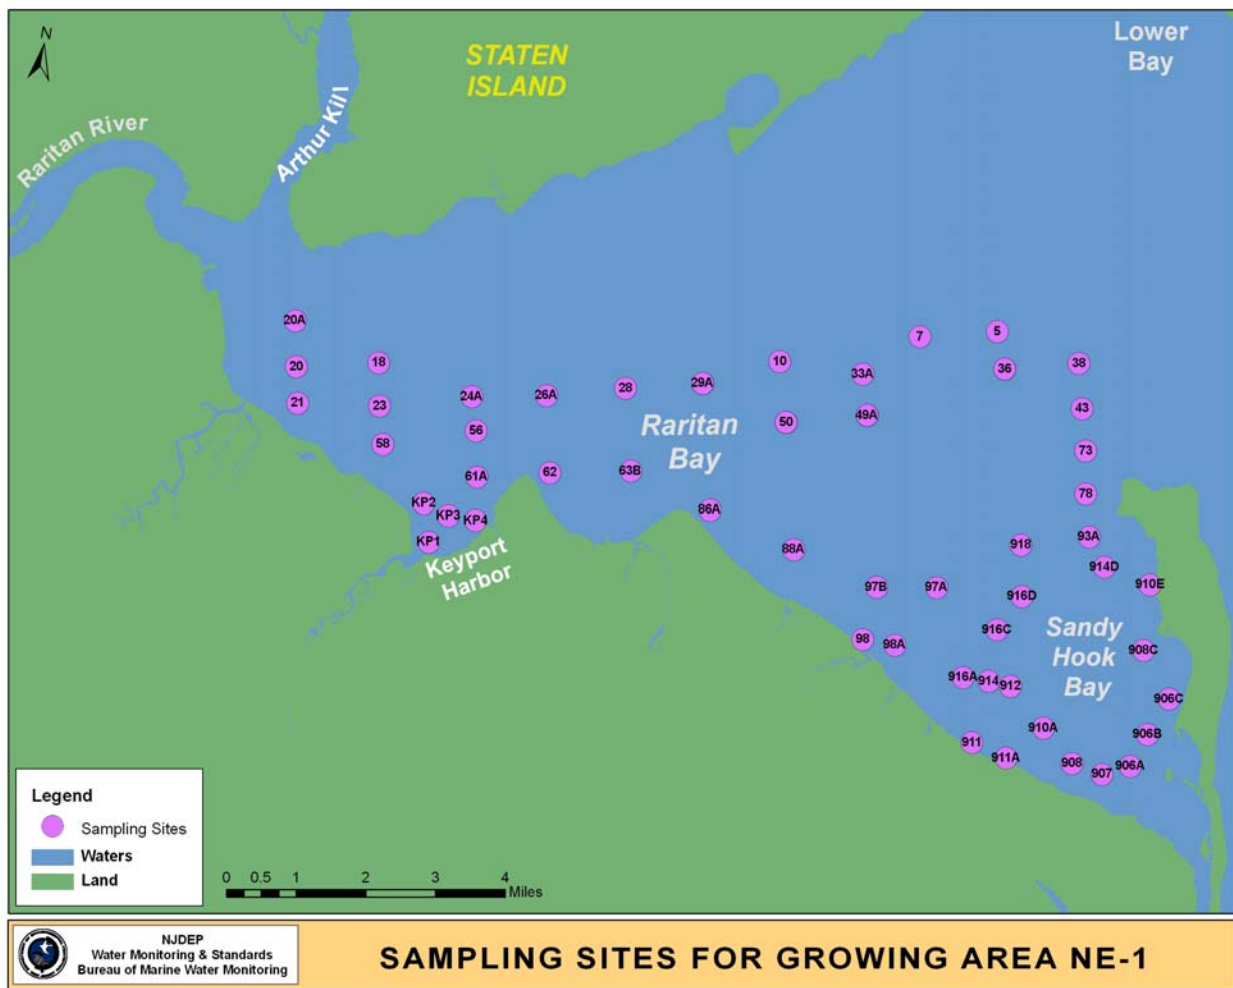 N
STATEN
ISLAND
Lower
Bay
Raritan River
Arthur Kill
20A
5
7
18
10
38
20
36
33A
29A
28
24A
26A
21
23
43
49A
50
Raritan
Bay
56
58
73
63B
62
61A
78
KP2
86A
KP3
KP4
93A
KP1
918
88A
Keyport
Harbor
914D
910E
97B
97A
916D
916C
Sandy
Hook
Bay
98
98A
908C
916A
914
912
906C
910A
906B
911
911A
908
906A
907
Legend
Sampling Sites
Waters
Land
0 0.5 1 2 3 4
Miles
NJDEP
Water Monitoring & Standards
Bureau of Marine Water Monitoring
SAMPLING SITES FOR GROWING AREA NE-1